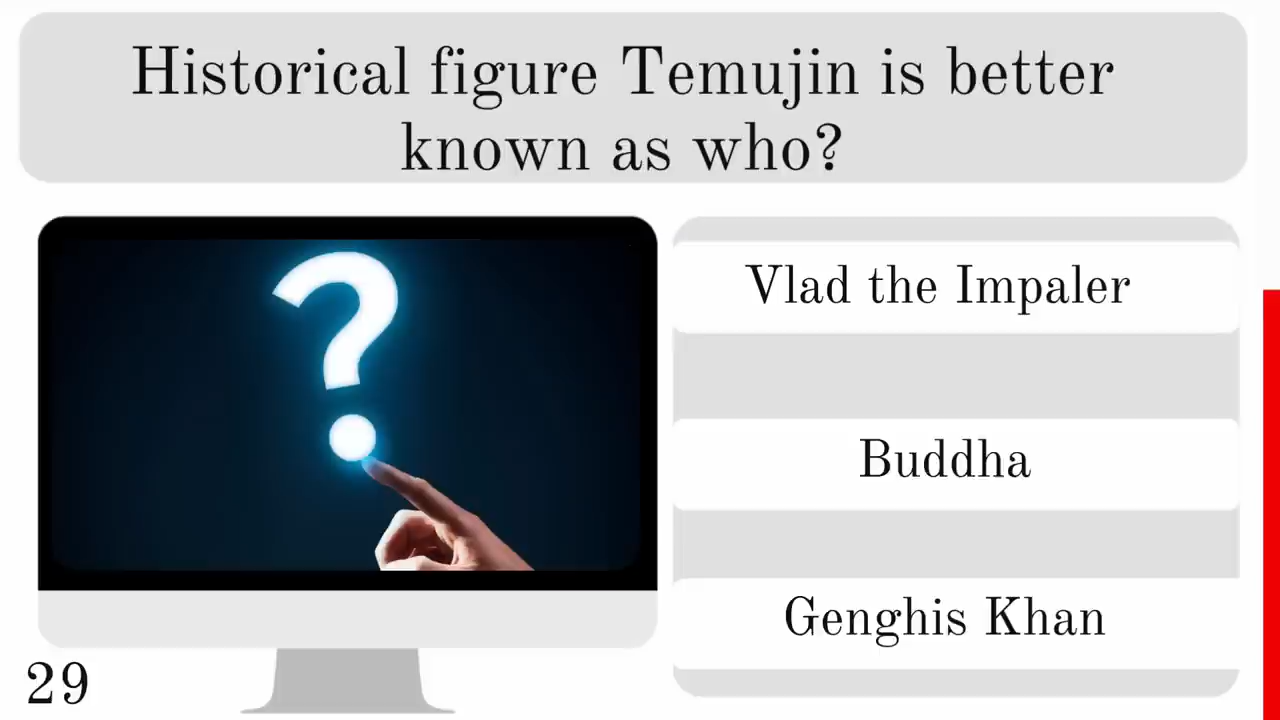 Historical figure Temujin is better
known as who?
Vlad the Impaler
Buddha
Genghis Khan
29